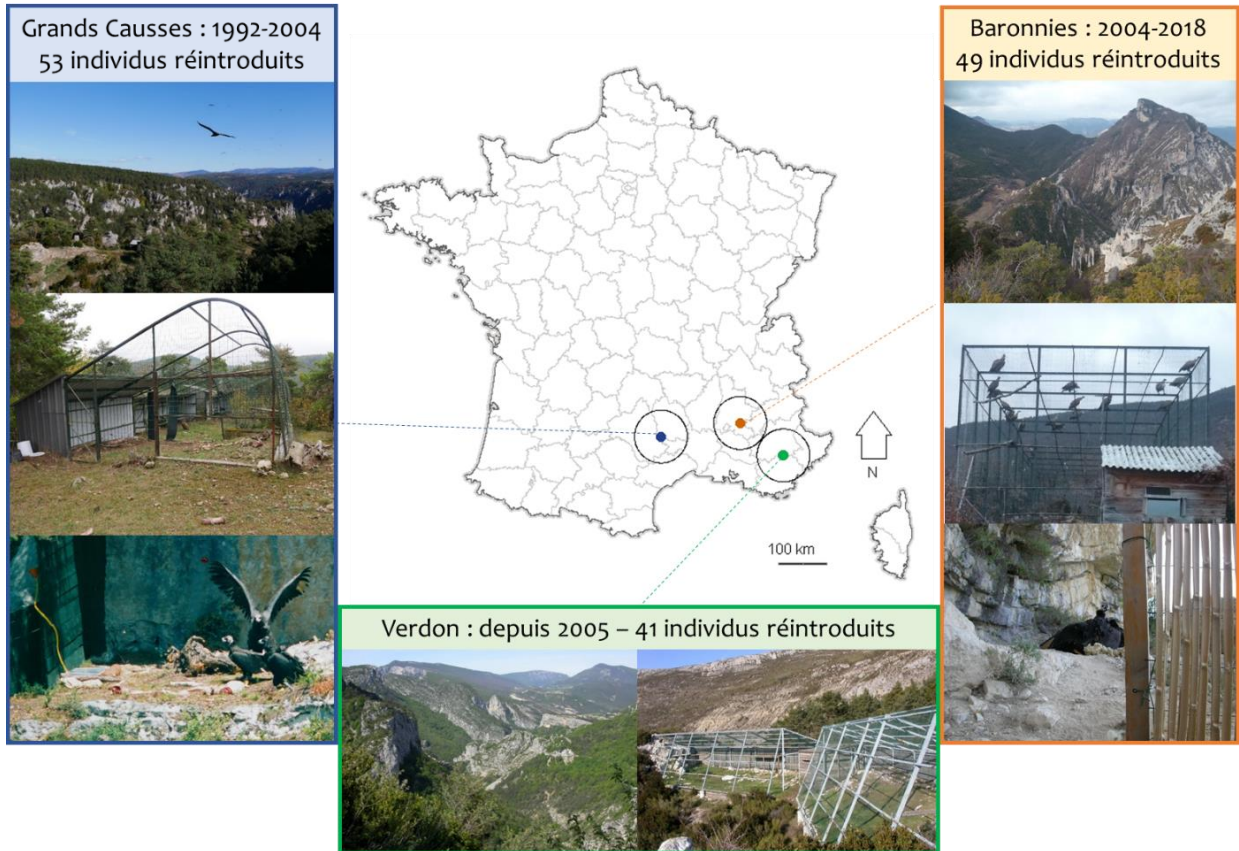 Grands Causses : 1992-2004
53 individus réintroduits
Baronnies : 2004-2018
49 individus réintroduits
N
100 km
Verdon : depuis 2005 – 41 individus réintroduits